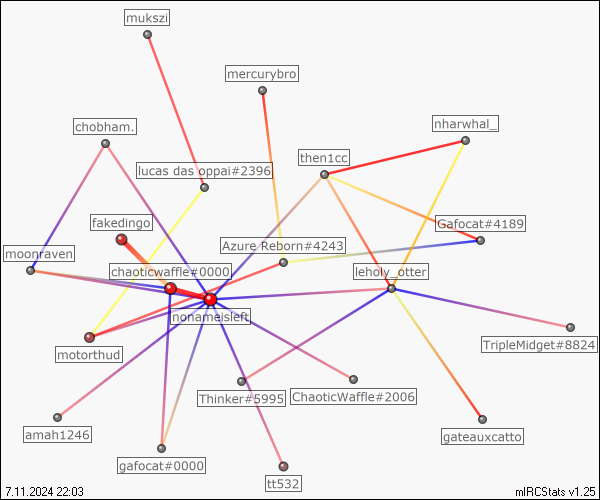 mukszi
mercurybro
chobham.
nharwhal_
then1cc
lucas das oppai#2396
fakedingo
Gafocat#4189
moonraven
Azure Reborn#4243
chaoticwaffle#0000
leholy_otter
nonameisleft
motorthud
TripleMidget#8824
Thinker#5995
ChaoticWaffle#2006
amah1246
gateauxcatto
gafocat#0000
tt532
7.11.2024 22:03
mIRCStats v1.25